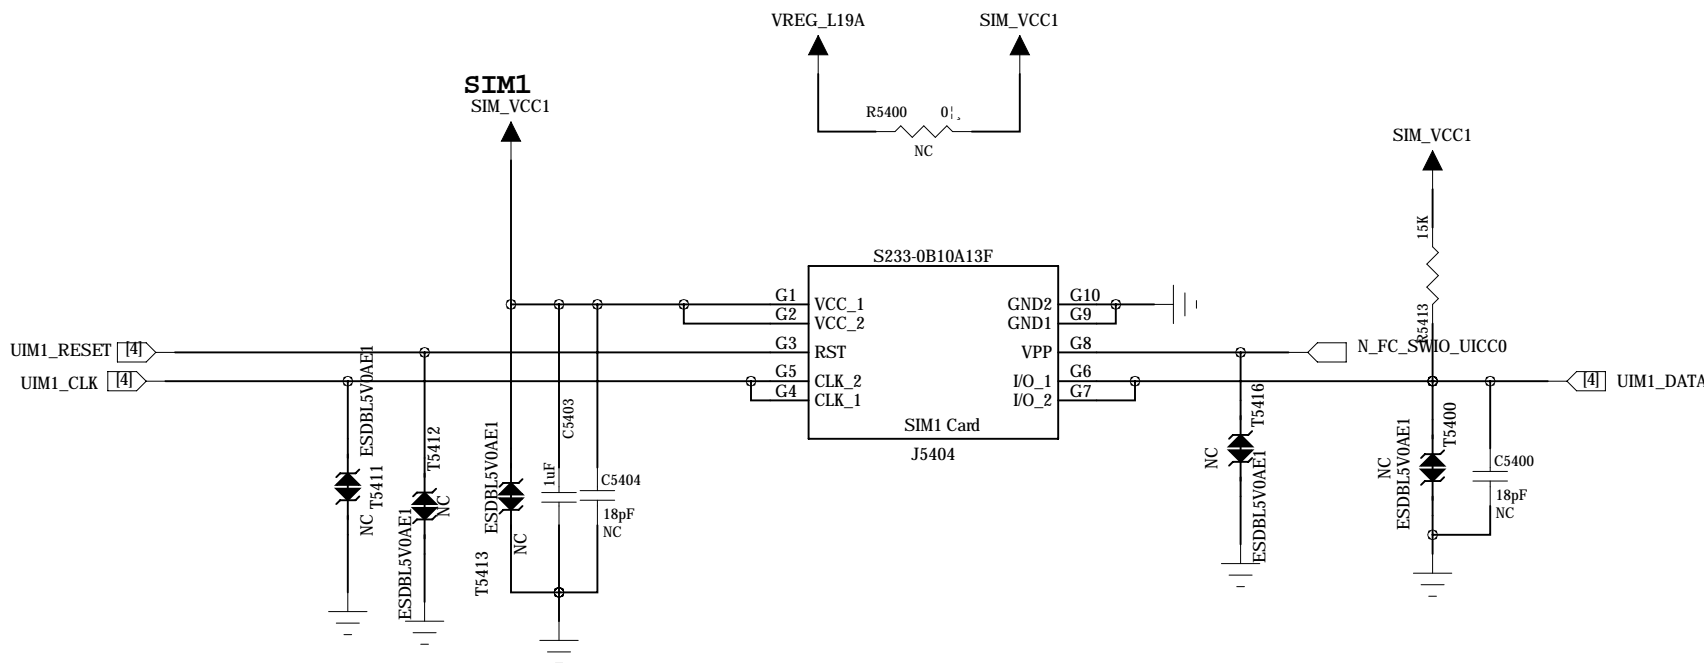 VREG_L19A
SIM_VCC1
SIM1
SIM_VCC1
R5400
0¦¸
NC
SIM_VCC1
15K
R5413
S233-0B10A13F
G1
VCC_1
G2
VCC_2
G3
RST
G5
CLK_2
G4
CLK_1
GND2
G10
GND1
G9
VPP
G8
I/O_1
G6
I/O_2
G7
SIM1 Card
J5404
UIM1_RESET
[4]
UIM1_CLK
[4]
N_FC_SWIO_UICC0
[4]
UIM1_DATA
ESDBL5V0AE1
T5411
NC
T5412
NC
ESDBL5V0AE1
ESDBL5V0AE1
NC
T5413
C5403
1uF
C5404
18pF
NC
T5416
NC
ESDBL5V0AE1
T5400
NC
ESDBL5V0AE1
C5400
18pF
NC